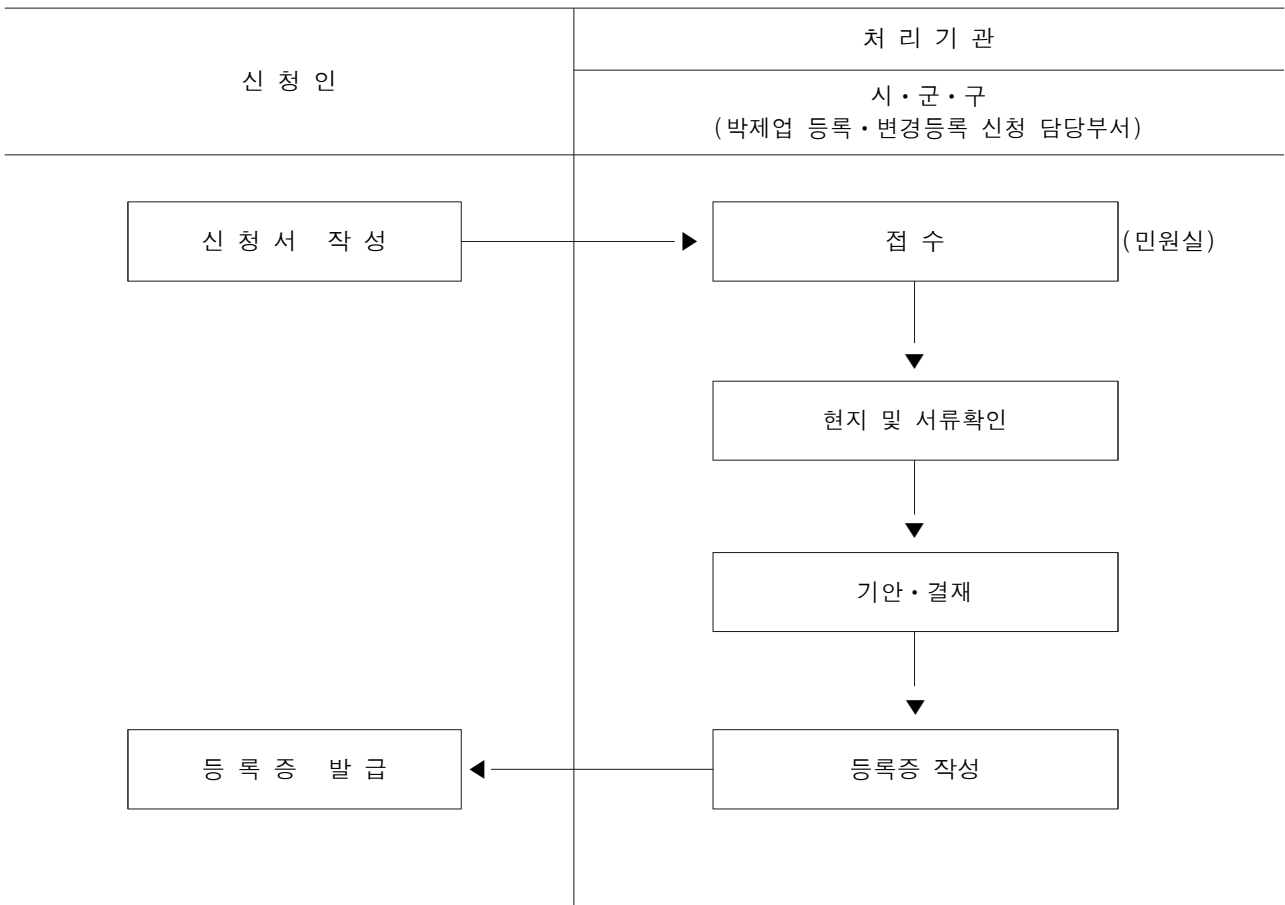 신 청 인
처 리 기 관
시・군・구
(박제업 등록・변경등록 신청 담당부서)
신 청 서 작 성
접 수
(민원실)
현지 및 서류확인
기안・결재
등 록 증 발 급
등록증 작성